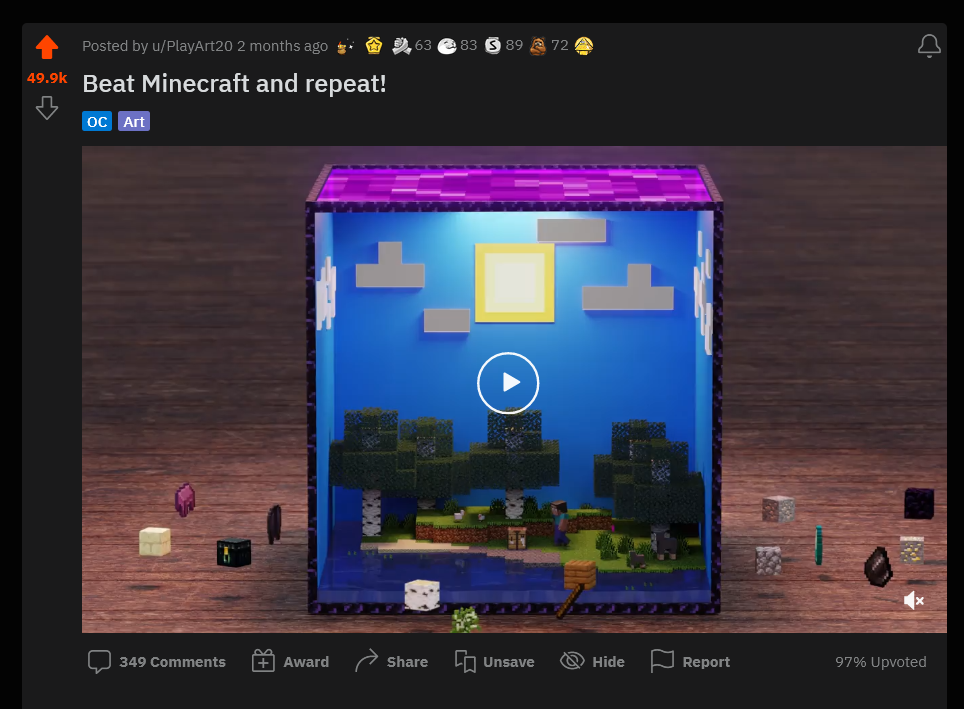 Posted by u/PlayArt20 2 months ago 63 83 89 72
49.9k
Beat Minecraft and repeat!
OC Art
349 Comments Award Share Unsave Hide Report 97% Upvoted